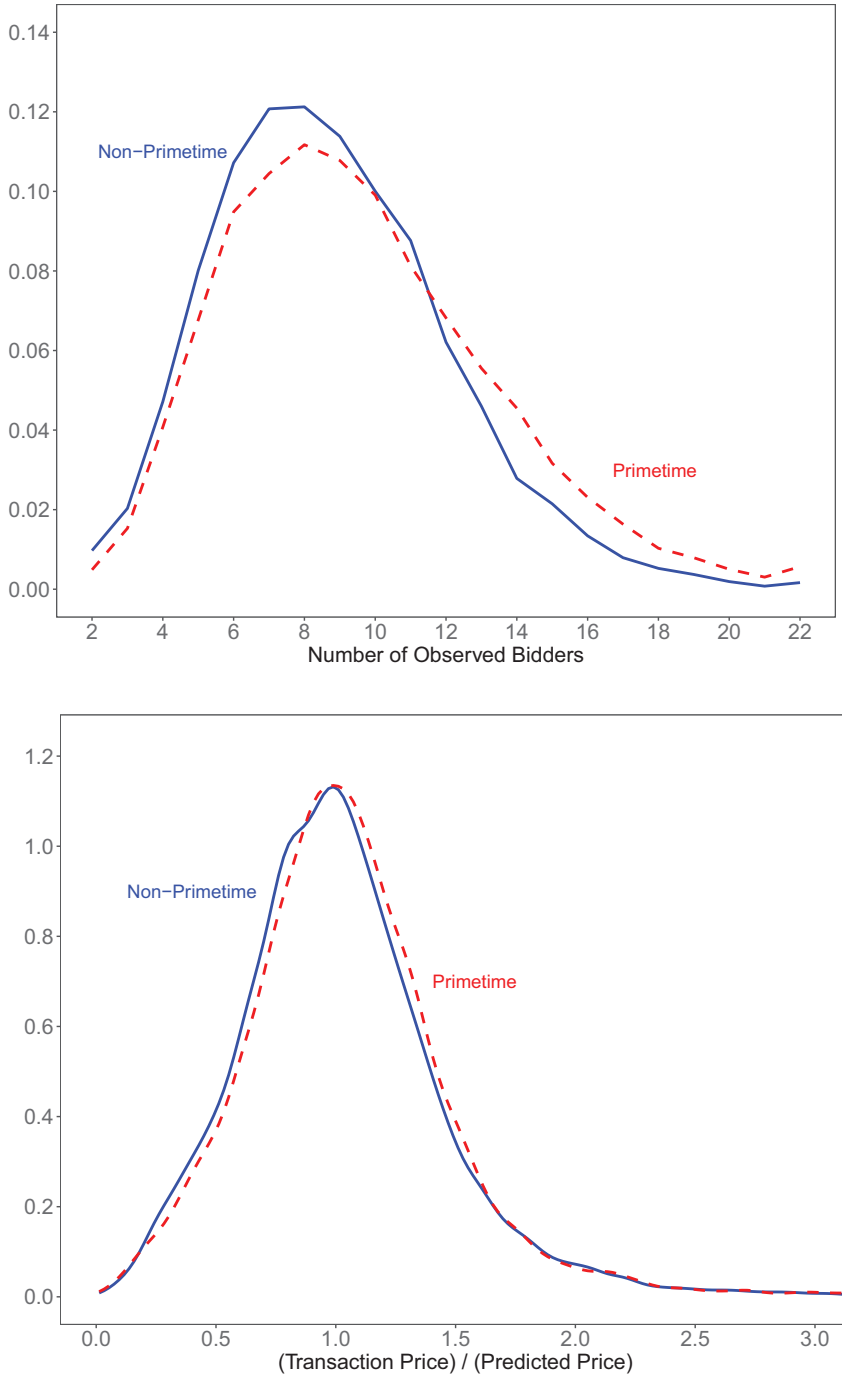 0.14
0.12
Non−Primetime
0.10
0.08
0.06
0.04
Primetime
0.02
0.00
2 4 6 8 10 12 14 16 18 20 22
Number of Observed Bidders
1.2
1.0
Non−Primetime
0.8
Primetime
0.6
0.4
0.2
0.0
0.0 0.5 1.0 1.5 2.0 2.5 3.0
(Transaction Price) / (Predicted Price)